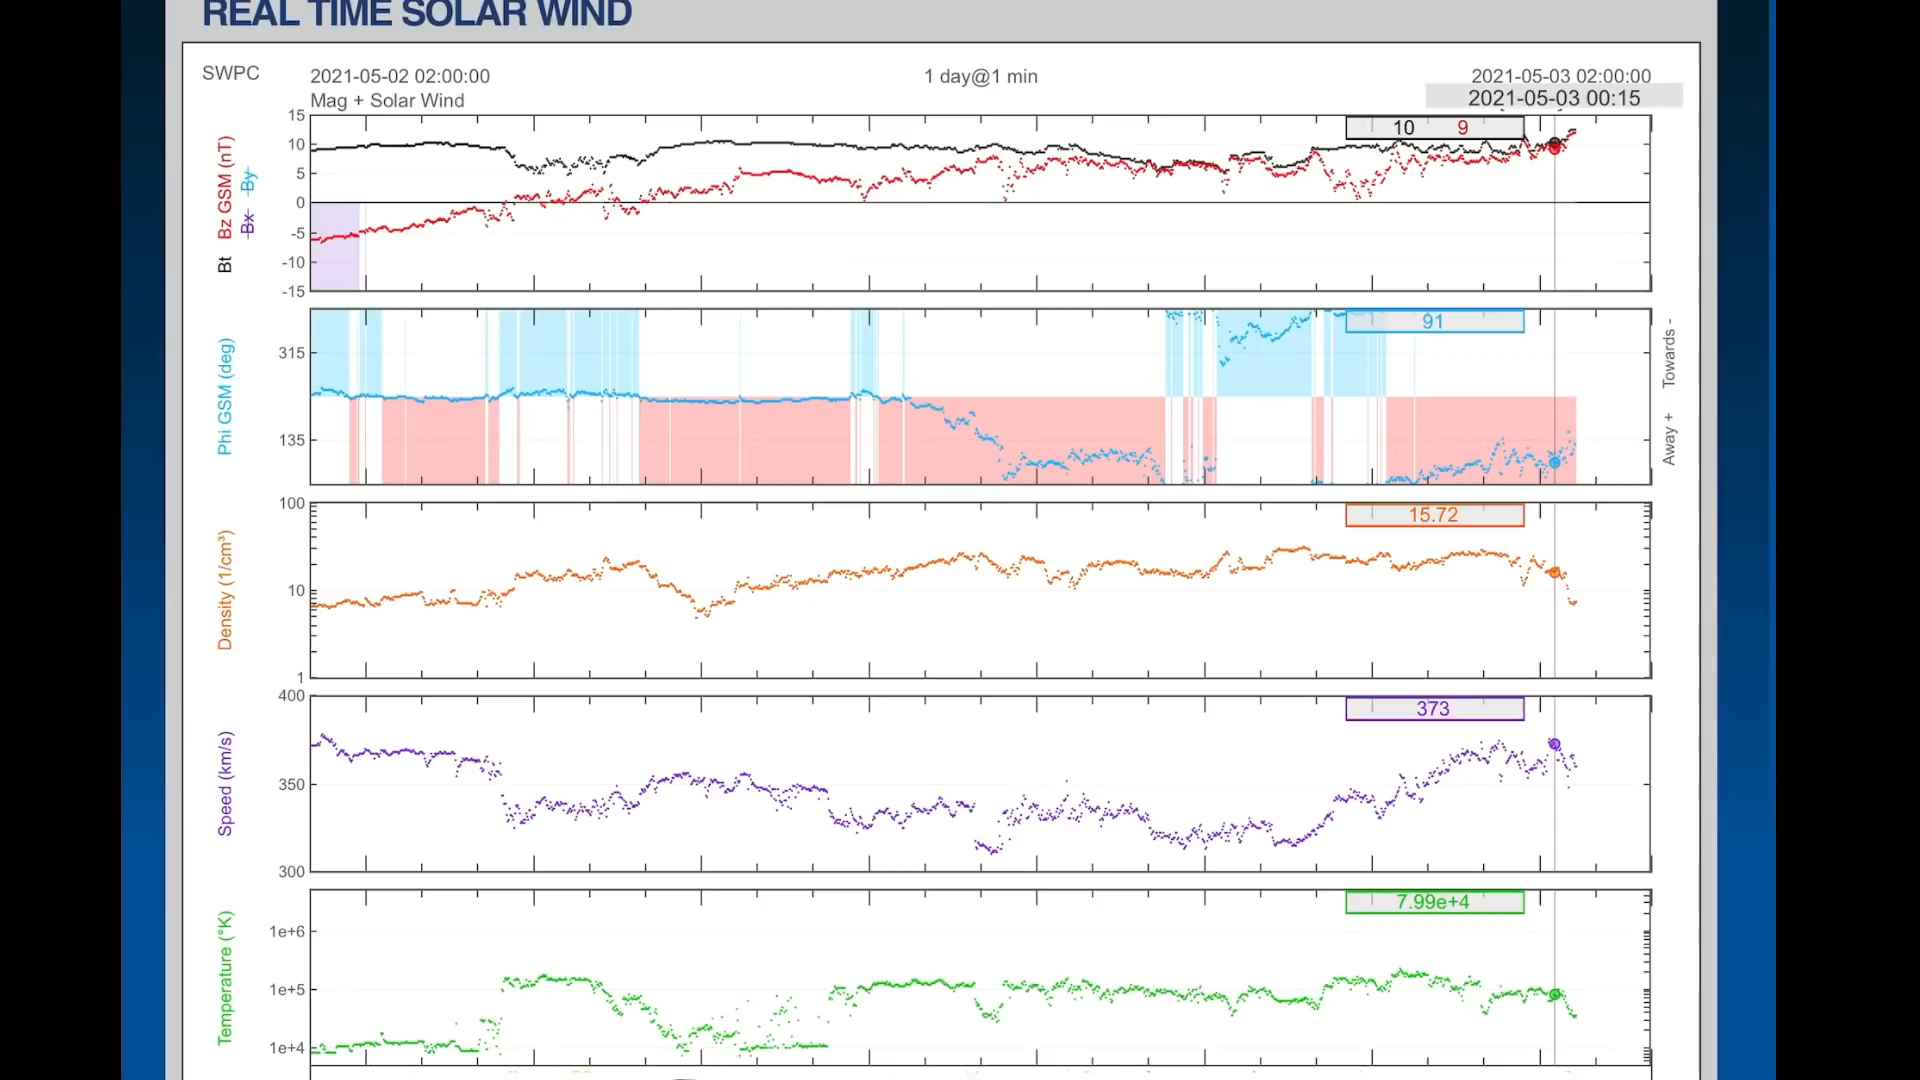 REAL TIME SOLAR WIND
SWPC
2021-05-02 02:00:00
1 day@1 min
2021-05-03 02:00:00
Mag + Solar Wind
2021-05-03 00:15
Bt Bz GSM (nT)
Bx By
15
10
5
0
-5
-10
-15
10 9
Phi GSM (deg)
315
135
91
Towards -
Away +
Density (1/cm³)
100
10
1
15.72
Speed (km/s)
400
350
300
373
Temperature (°K)
1e+6
1e+5
1e+4
7.99e+4